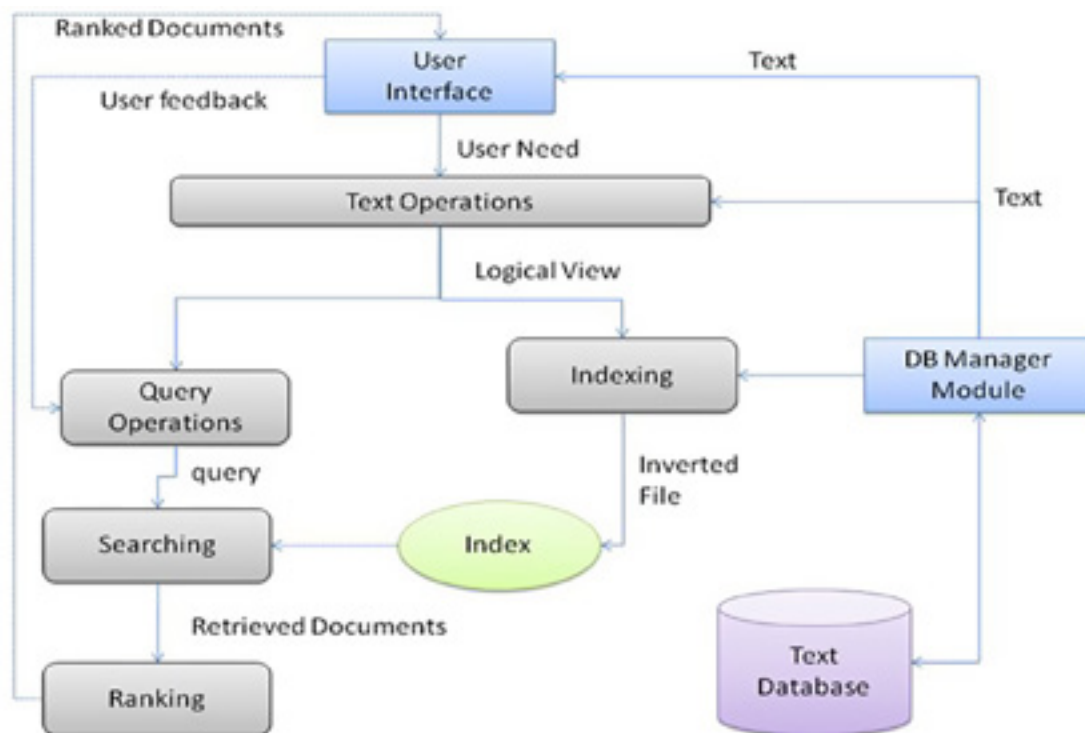 Ranked Documents
User
Interface
Text
User feedback
User Need
Text Operations
Text
Logical View
Indexing
DB Manager
Module
Query
Operations
query
Inverted
File
Searching
Index
Retrieved Documents
Text
Database
Ranking